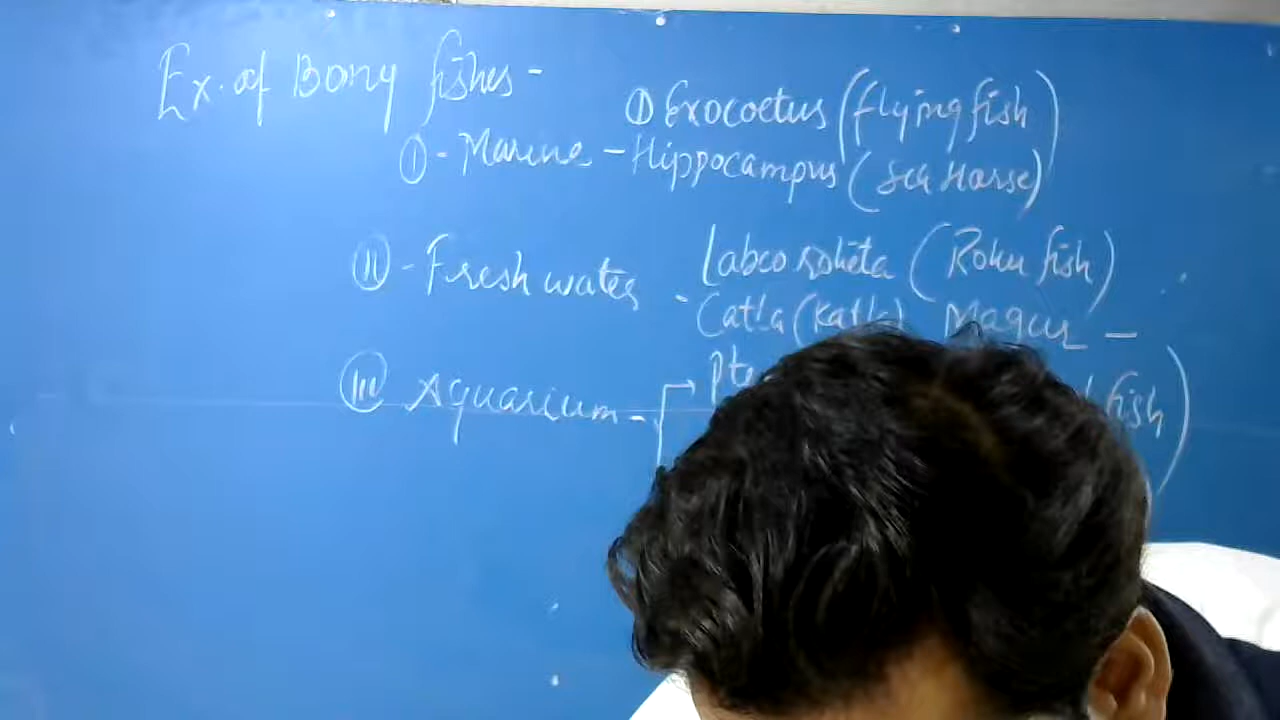 Ex. of Bony fishes -
① Exocoetus (flying fish)
Ⓘ - Marine - Hippocampus (Sea Horse)
Ⓘⓘ - Fresh water - Labeo rohita (Rohu fish)
Catla (Katla) Magur -
Ⓘⓘⓘ Aquarium - fish)